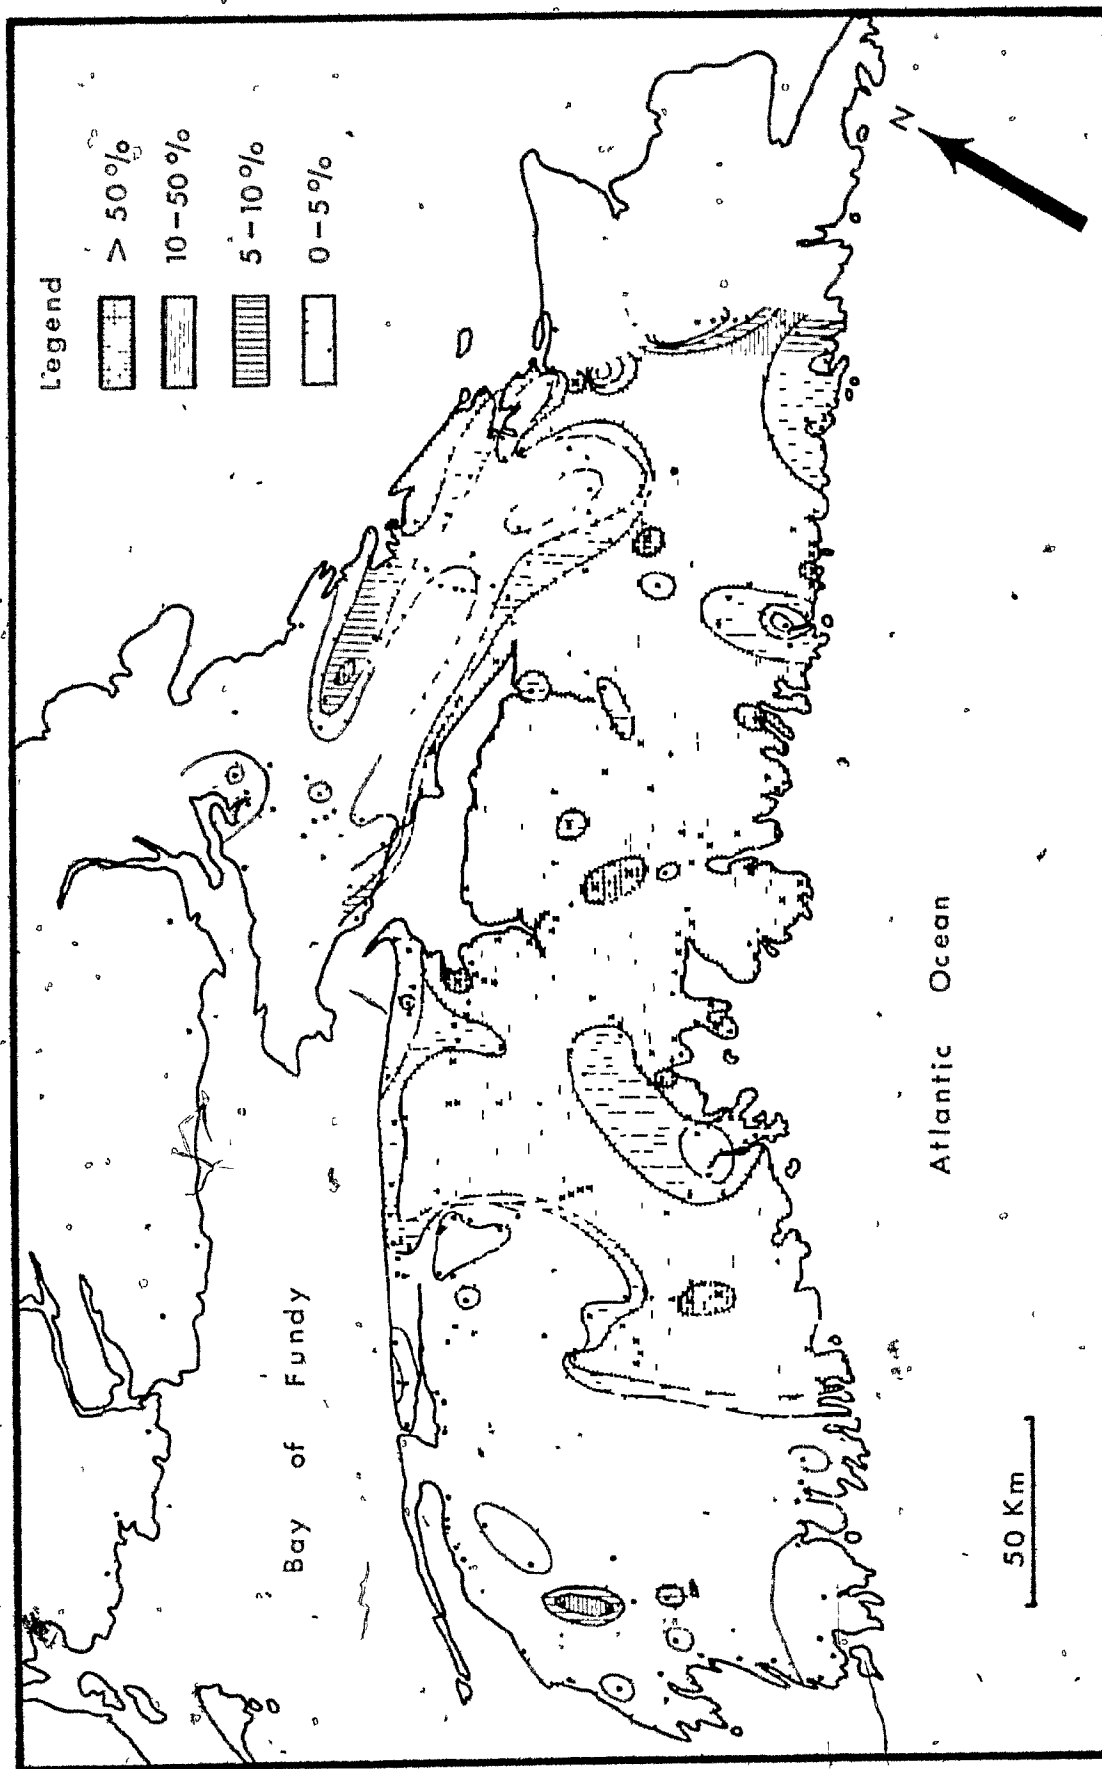 Legend
> 50%
10-50%
5-10%
0-5%
N
Bay of Fundy
Atlantic Ocean
50 Km